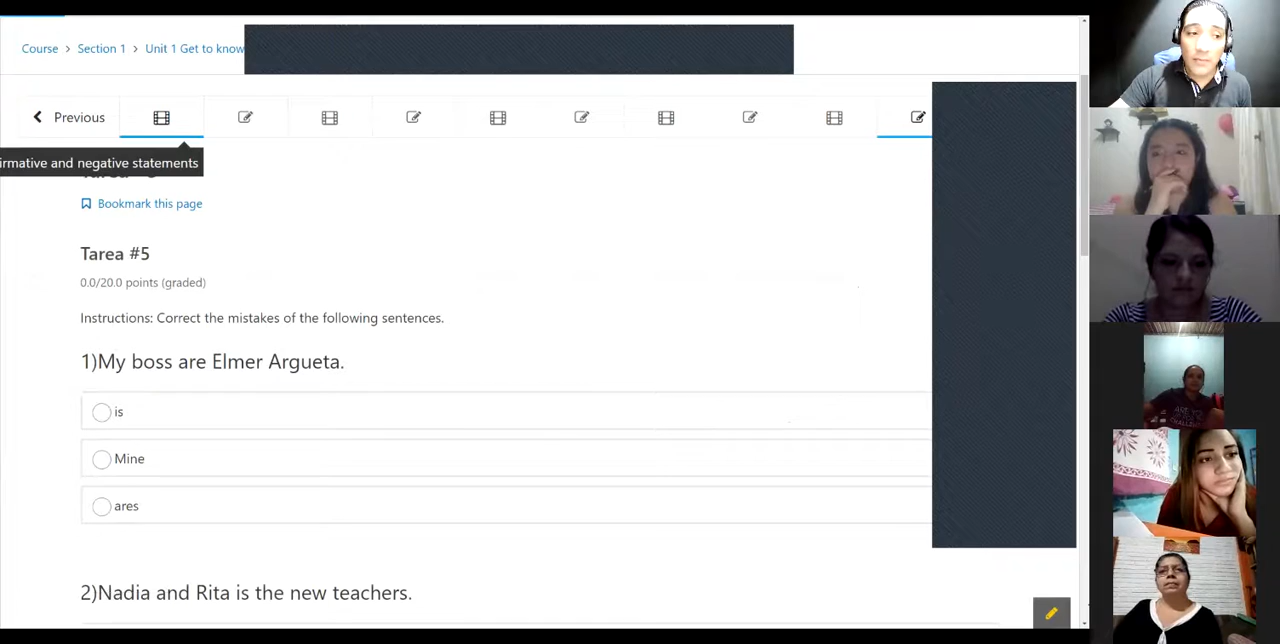 Course > Section 1 > Unit 1 Get to know
Previous
irmative and negative statements
Bookmark this page
Tarea #5
0.0/20.0 points (graded)
Instructions: Correct the mistakes of the following sentences.
1)My boss are Elmer Argueta.
is
Mine
ares
2)Nadia and Rita is the new teachers.